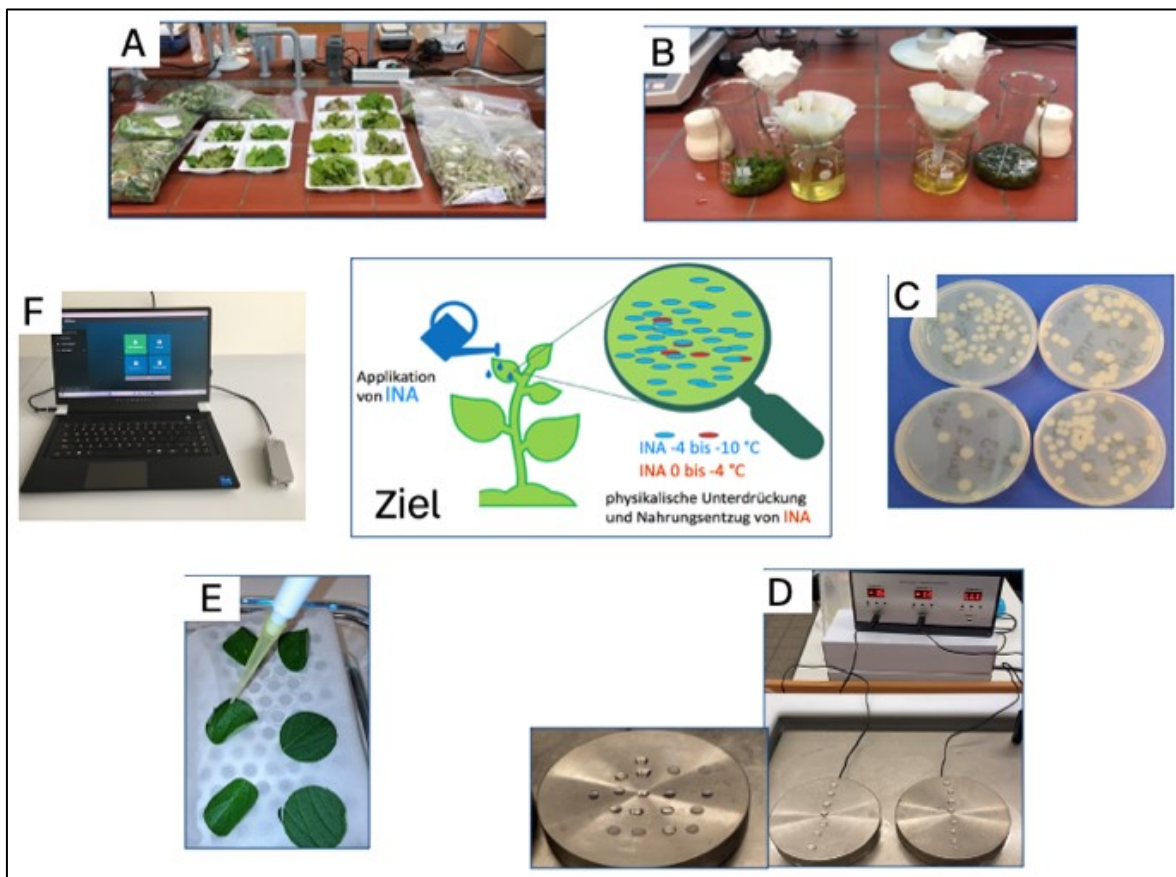 A
B
F
Applikation
von INA
INA -4 bis -10 °C
INA 0 bis -4 °C
physikalische Unterdrückung
und Nahrungsentzug von INA
Ziel
C
E
D